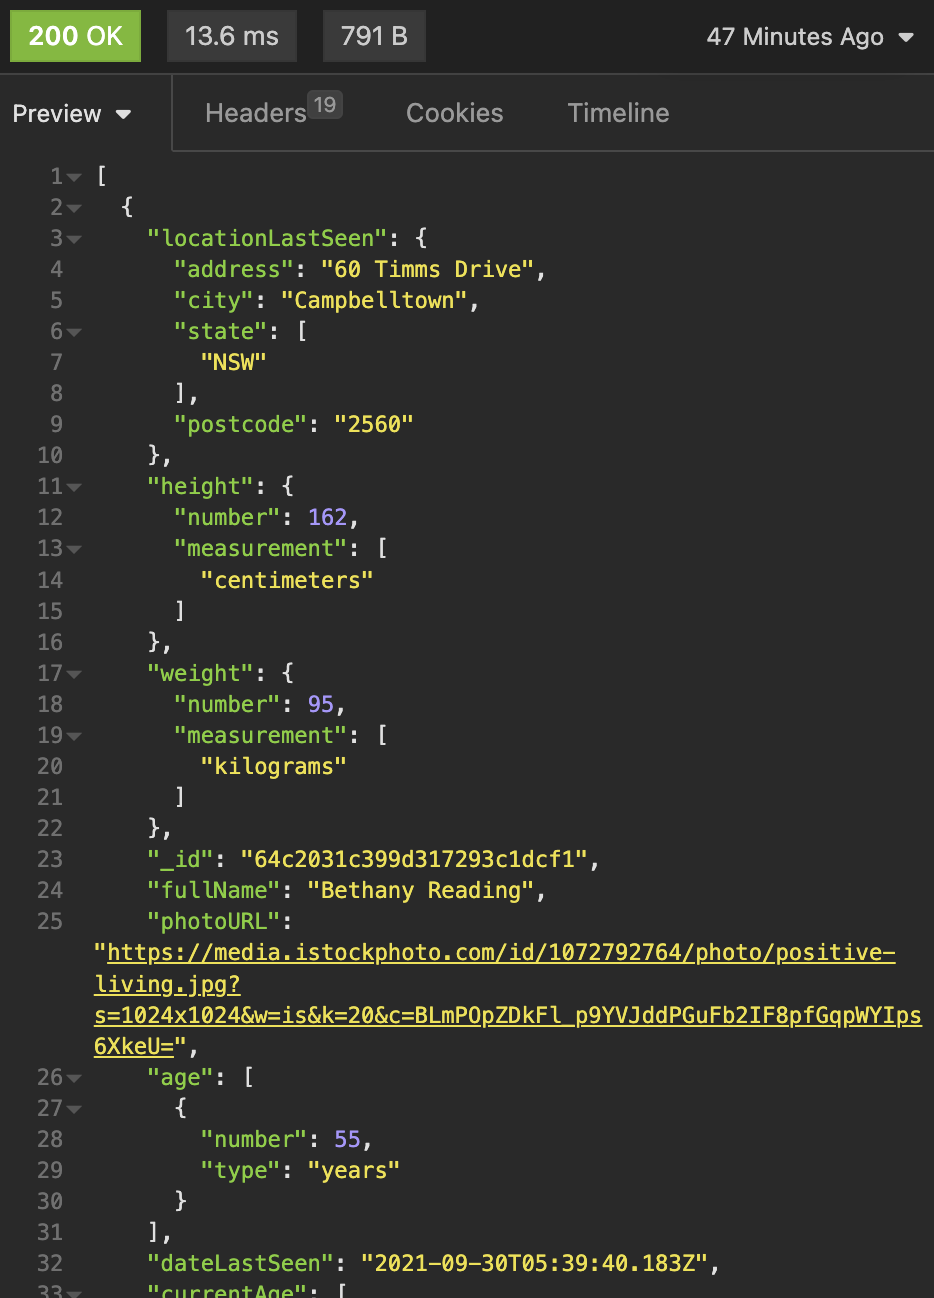 200 OK 13.6 ms 791 B 47 Minutes Ago
Preview Headers 19 Cookies Timeline
1 [
2 {
3 "locationLastSeen": {
4 "address": "60 Timms Drive",
5 "city": "Campbelltown",
6 "state": [
7 "NSW"
8 ],
9 "postcode": "2560"
10 },
11 "height": {
12 "number": 162,
13 "measurement": [
14 "centimeters"
15 ]
16 },
17 "weight": {
18 "number": 95,
19 "measurement": [
20 "kilograms"
21 ]
22 },
23 "_id": "64c2031c399d317293c1dcf1",
24 "fullName": "Bethany Reading",
25 "photoURL":
"https://media.istockphoto.com/id/1072792764/photo/positive-
living.jpg?
s=1024x1024&w=is&k=20&c=BLmPOpZDkFl_p9YVJddPGuFb2IF8pfGqpWYIps
6XkeU=",
26 "age": [
27 {
28 "number": 55,
29 "type": "years"
30 }
31 ],
32 "dateLastSeen": "2021-09-30T05:39:40.183Z",
33 "currentAge": [